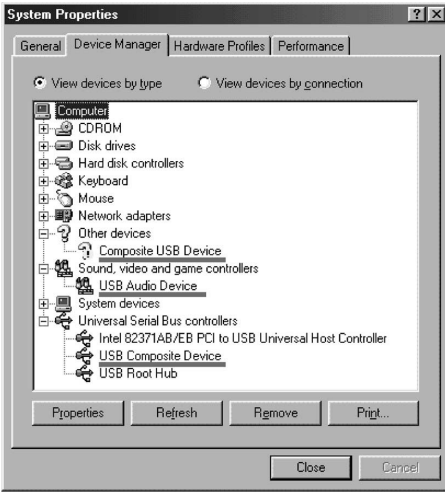 System Properties
General Device Manager Hardware Profiles Performance
View devices by type View devices by connection
Computer
CDROM
Disk drives
Hard disk controllers
Keyboard
Mouse
Network adapters
Other devices
Composite USB Device
Sound, video and game controllers
USB Audio Device
System devices
Universal Serial Bus controllers
Intel 82371AB/EB PCI to USB Universal Host Controller
USB Composite Device
USB Root Hub
Properties Refresh Remove Print...
Close Cancel